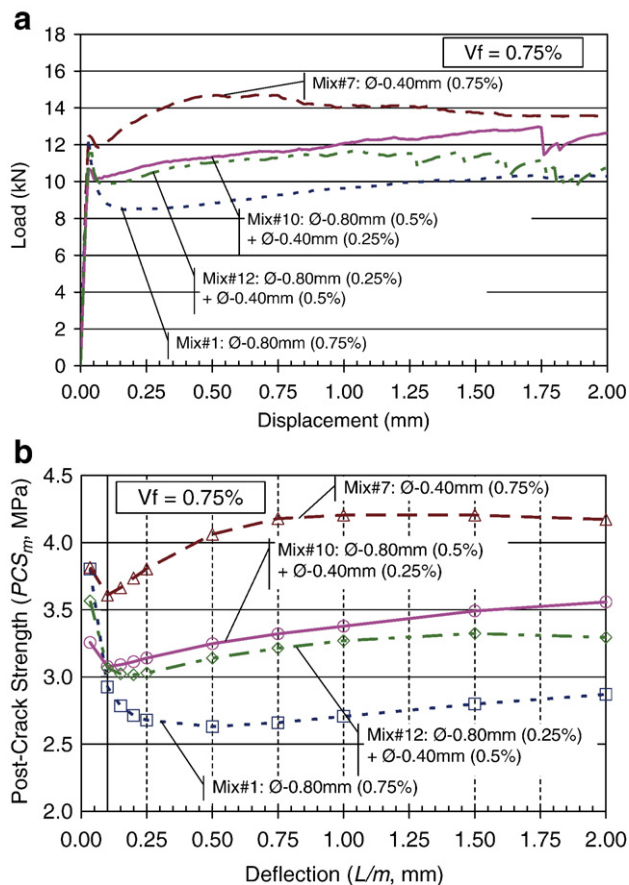 a
Vf = 0.75%
18
16
14
12
10
8
6
4
2
0
Load (kN)
Mix#7: Ø-0.40mm (0.75%)
Mix#10: Ø-0.80mm (0.5%)
+ Ø-0.40mm (0.25%)
Mix#12: Ø-0.80mm (0.25%)
+ Ø-0.40mm (0.5%)
Mix#1: Ø-0.80mm (0.75%)
0.00 0.25 0.50 0.75 1.00 1.25 1.50 1.75 2.00
Displacement (mm)
b
Vf = 0.75%
4.5
4.0
3.5
3.0
2.5
2.0
Post-Crack Strength (PCSm, MPa)
Mix#7: Ø-0.40mm (0.75%)
Mix#10: Ø-0.80mm (0.5%)
+ Ø-0.40mm (0.25%)
Mix#12: Ø-0.80mm (0.25%)
+ Ø-0.40mm (0.5%)
Mix#1: Ø-0.80mm (0.75%)
0.00 0.25 0.50 0.75 1.00 1.25 1.50 1.75 2.00
Deflection (L/m, mm)